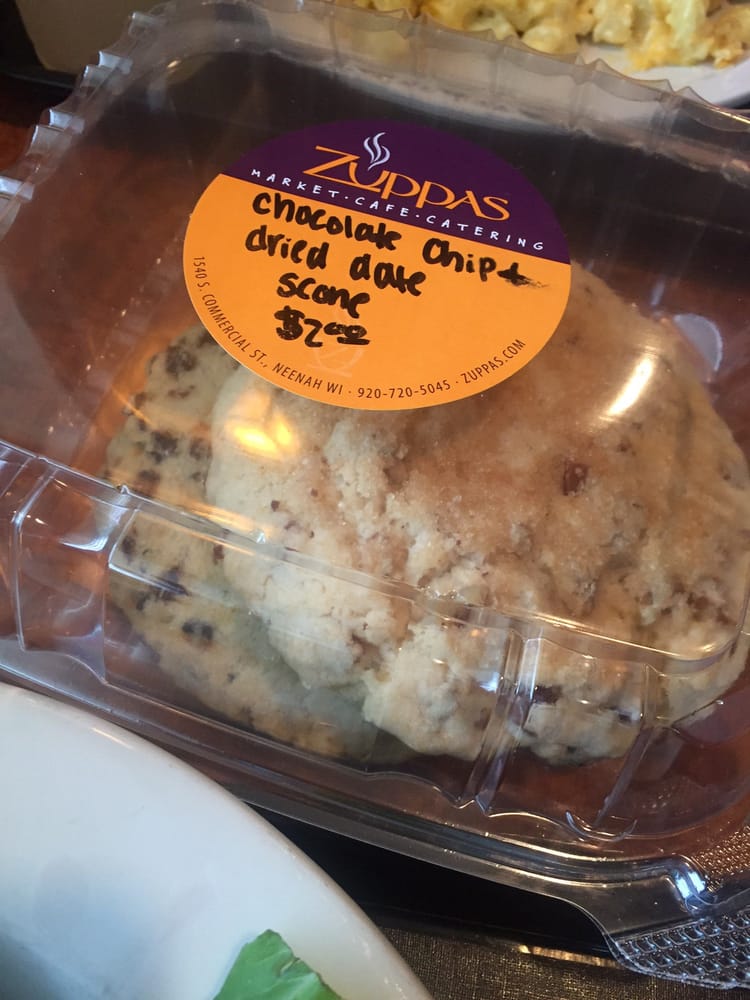 ZUPPAS
MARKET · CAFE · CATERING
Chocolate Chip +
dried date
scone
$2.00
1540 S. COMMERCIAL ST., NEENAH WI · 920-720-5045 · ZUPPAS.COM